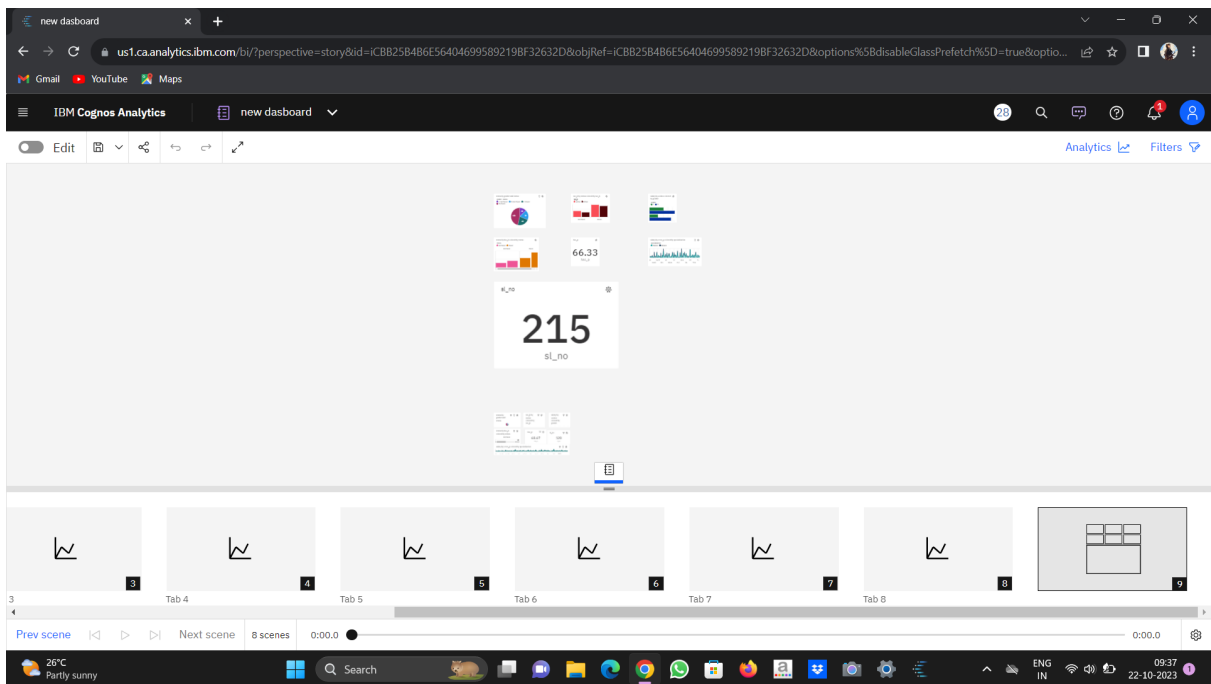 new dasboard
us1.ca.analytics.ibm.com/bi/?perspective=story&id=iCBB25B4B6E56404699589219BF32632D&objRef=iCBB25B4B6E56404699589219BF32632D&options%5BdisableGlassPrefetch%5D=true&optio...
Gmail YouTube Maps
IBM Cognos Analytics new dasboard 28 1
Edit Analytics Filters
66.33
sl_no
215
sl_no
3 4 5 6 7 8 9
3 Tab 4 Tab 5 Tab 6 Tab 7 Tab 8
Prev scene Next scene 8 scenes 0:00.0 0:00.0
26°C
Partly sunny
Search
ENG
IN
09:37
22-10-2023
1